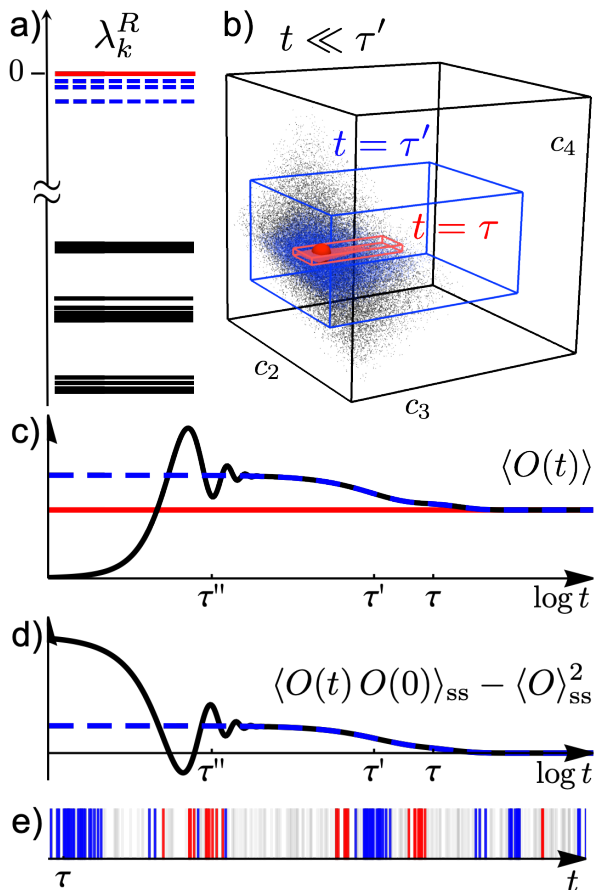 a) λ_k^R
0
b) t ≪ τ'
t = τ'
c_4
t = τ
c_2
c_3
c)
⟨O(t)⟩
τ'' τ' τ log t
d)
⟨O(t) O(0)⟩_ss − ⟨O⟩_ss^2
τ'' τ' τ log t
e)
τ t